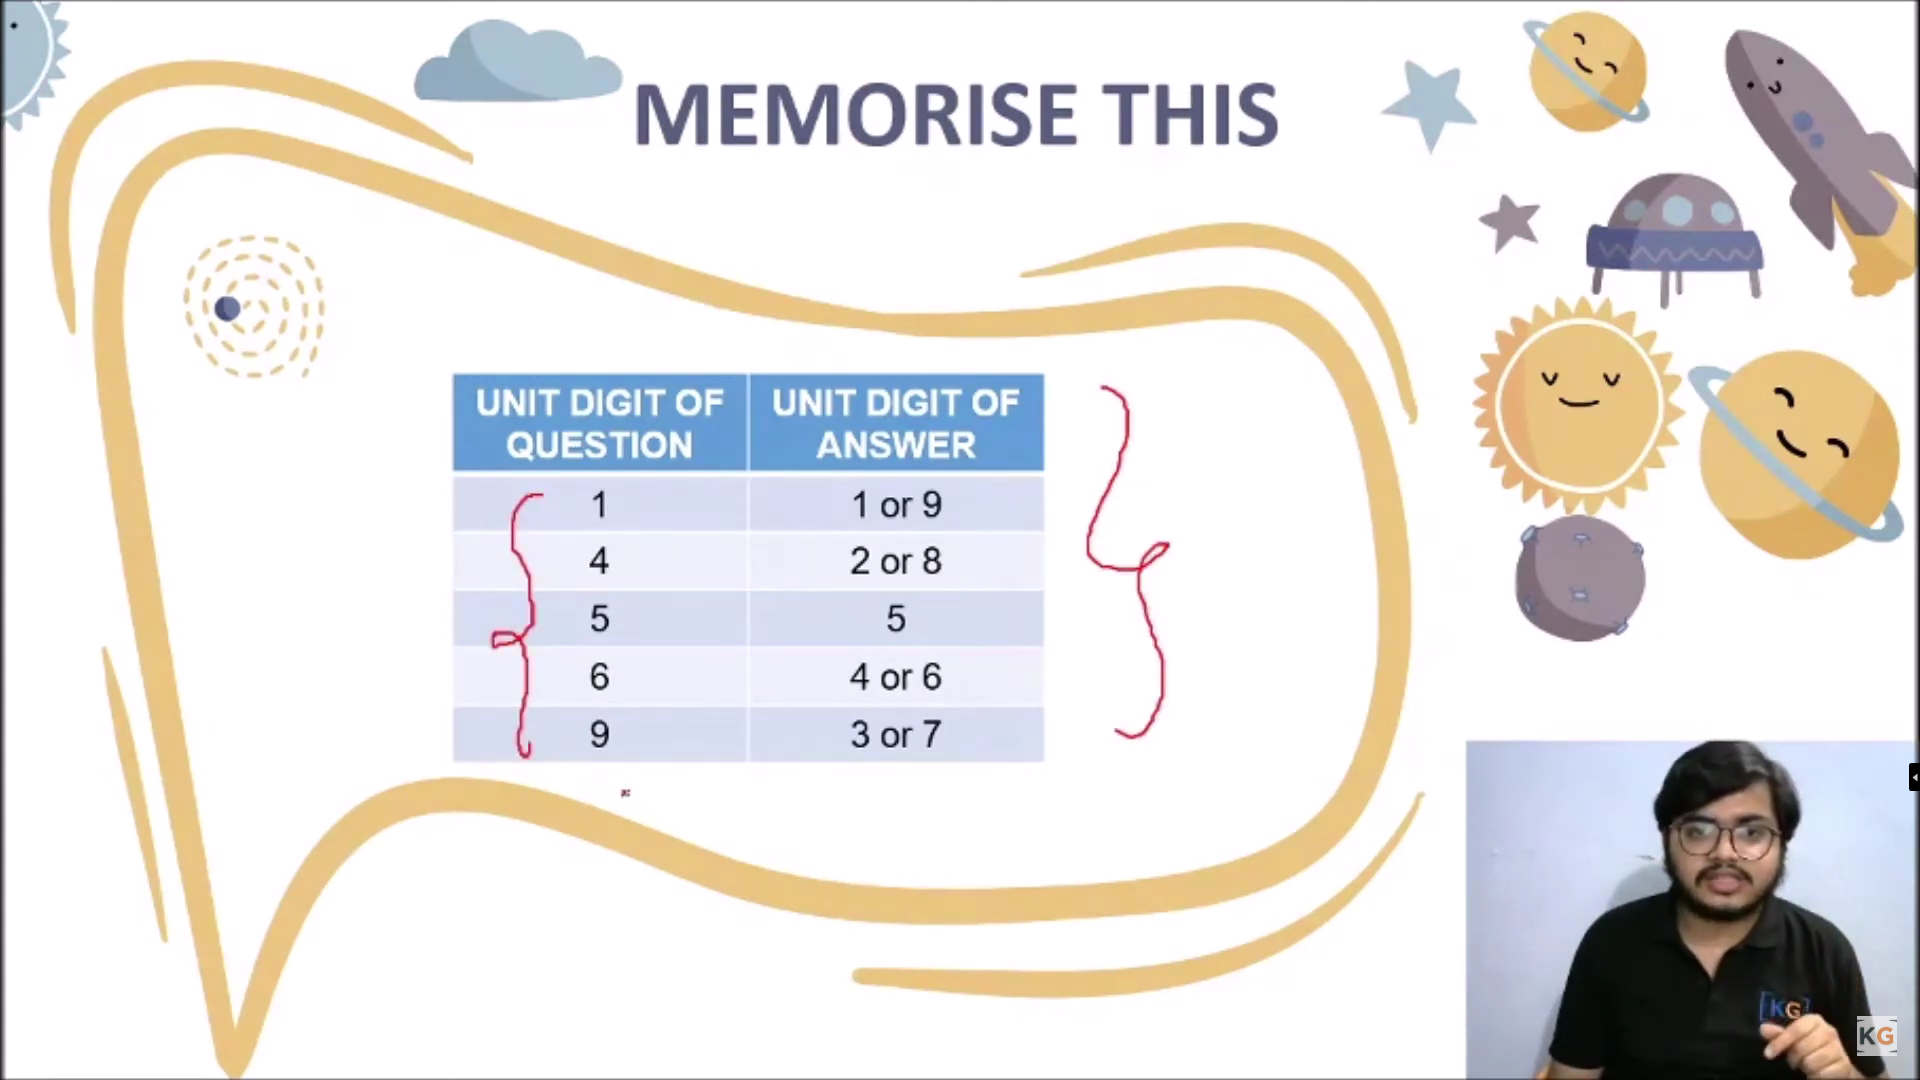 MEMORISE THIS
UNIT DIGIT OF QUESTION
UNIT DIGIT OF ANSWER
1
1 or 9
4
2 or 8
5
5
6
4 or 6
9
3 or 7
[KG]
KG